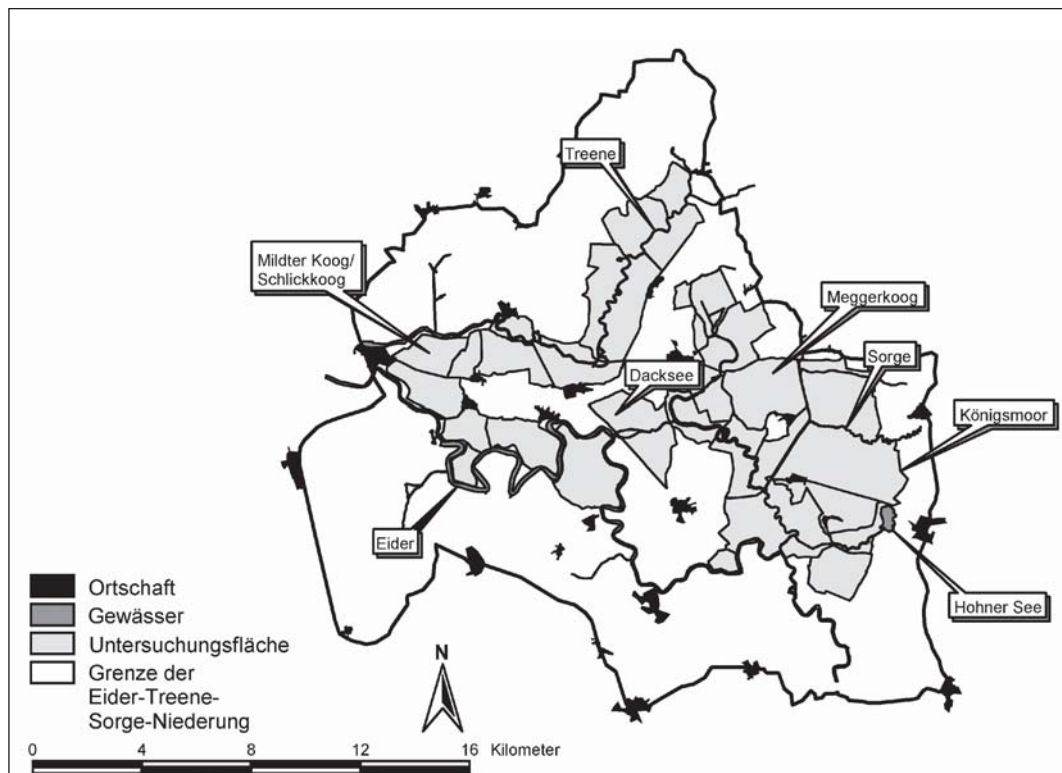 Treene
Mildter Koog/
Schlickkoog
Meggerkoog
Sorge
Dacksee
Königsmoor
Eider
Hohner See
Ortschaft
Gewässer
Untersuchungsfläche
Grenze der
Eider-Treene-
Sorge-Niederung
N
0 4 8 12 16 Kilometer